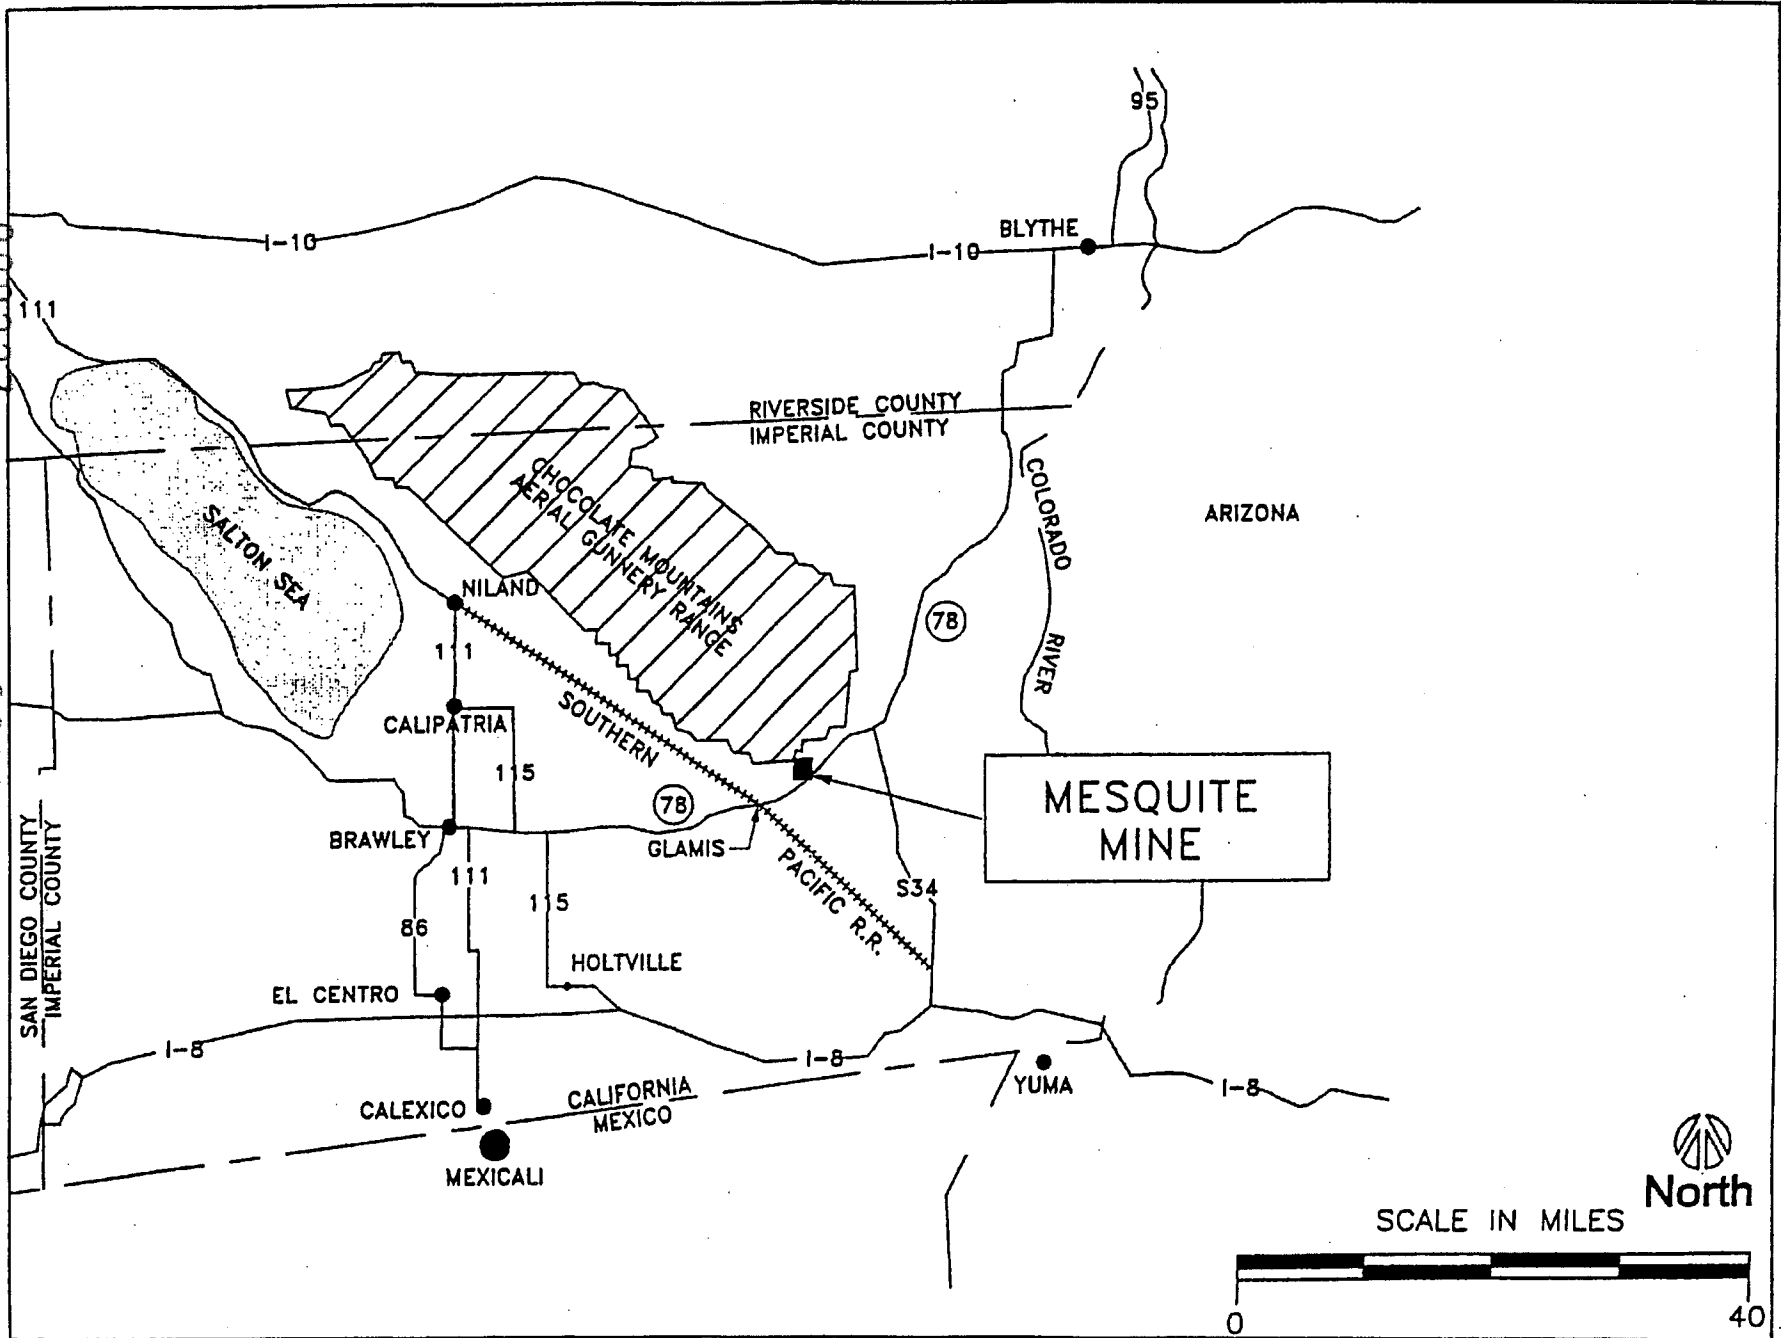 95
BLYTHE
I-10
I-10
111
RIVERSIDE COUNTY
IMPERIAL COUNTY
CHOCOLATE MOUNTAINS
AERIAL GUNNERY RANGE
COLORADO
RIVER
ARIZONA
SALTON SEA
NILAND
78
111
SOUTHERN
CALIPATRIA
115
78
MESQUITE
MINE
BRAWLEY
GLAMIS
PACIFIC R.R.
S34
111
115
86
SAN DIEGO COUNTY
IMPERIAL COUNTY
HOLTVILLE
EL CENTRO
I-8
I-8
YUMA
I-8
CALEXICO
CALIFORNIA
MEXICO
MEXICALI
North
SCALE IN MILES
0
40